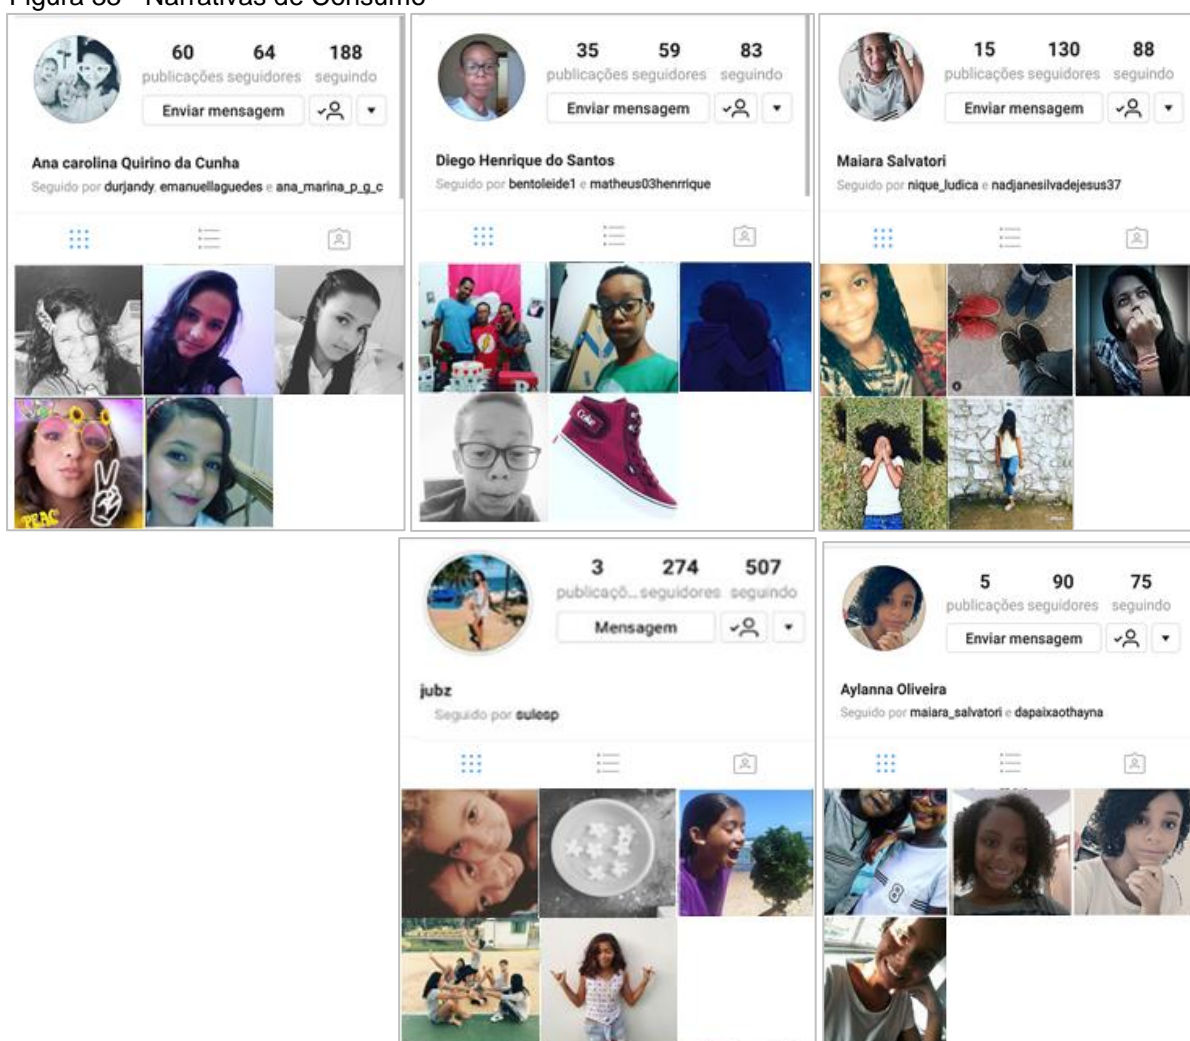 Figura 38 - Narrativas de Consumo
60 64 188
publicações seguidores seguindo
Enviar mensagem
Ana carolina Quirino da Cunha
Seguido por durjandy, emanuellaguedes e ana_marina_p_g_c
PEAC
35 59 83
publicações seguidores seguindo
Enviar mensagem
Diego Henrique do Santos
Seguido por bentoleide1 e matheus03henrrique
Coke
15 130 88
publicações seguidores seguindo
Enviar mensagem
Maiara Salvatori
Seguido por nique_ludica e nadjanesilvadejesus37
3 274 507
publicaçõ... seguidores seguindo
Mensagem
jubz
Seguido por sulesp
5 90 75
publicações seguidores seguindo
Enviar mensagem
Aylanna Oliveira
Seguido por maiara_salvatori e dapaixaothayna
8